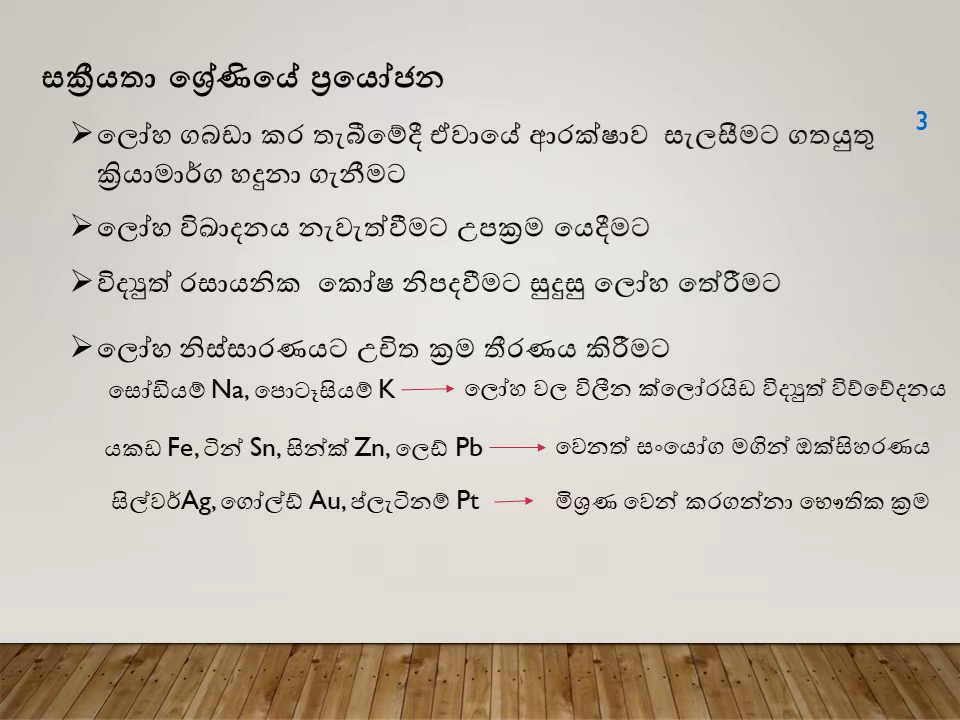 සක්‍රීයතා ශ්‍රේණියේ ප්‍රයෝජන
3
➢ලෝහ ගබඩා කර තැබීමේදී ඒවායේ ආරක්ෂාව සැලසීමට ගතයුතු
ක්‍රියාමාර්ග හදුනා ගැනීමට
➢ලෝහ විඛාදනය නැවැත්වීමට උපක්‍රම යෙදීමට
➢විද්‍යුත් රසායනික කෝෂ නිපදවීමට සුදුසු ලෝහ තේරීමට
➢ලෝහ නිස්සාරණයට උචිත ක්‍රම තීරණය කිරීමට
සෝඩියම් Na, පොටෑසියම් K ලෝහ වල විලීන ක්ලෝරයිඩ විද්‍යුත් විච්ච්ඡේදනය
යකඩ Fe, ටින් Sn, සින්ක් Zn, ලෙඩ් Pb වෙනත් සංයෝග මගින් ඔක්සිහරණය
සිල්වර්Ag, ගෝල්ඩ් Au, ප්ලැටිනම් Pt මිශ්‍රණ වෙන් කරගන්නා භෞතික ක්‍රම